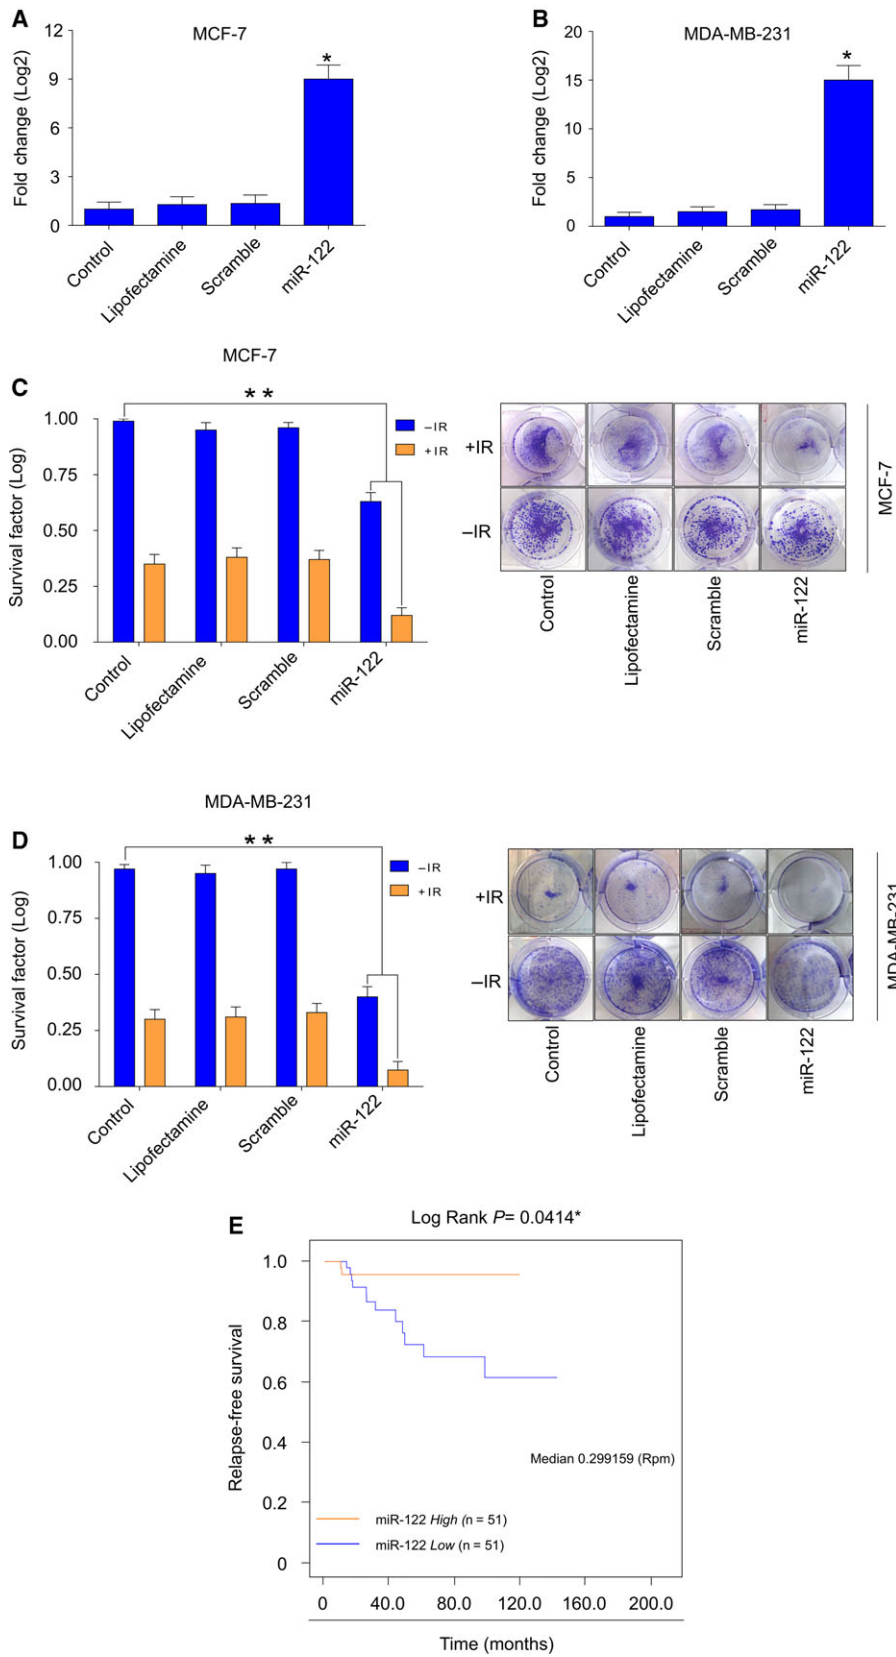 A
MCF-7
Fold change (Log2)
12
9
6
3
0
*
Control
Lipofectamine
Scramble
miR-122
B
MDA-MB-231
Fold change (Log2)
20
15
10
5
0
*
Control
Lipofectamine
Scramble
miR-122
C
MCF-7
* *
Survival factor (Log)
1.00
0.75
0.50
0.25
0.00
–IR
+IR
Control
Lipofectamine
Scramble
miR-122
+IR
–IR
Control
Lipofectamine
Scramble
miR-122
MCF-7
D
MDA-MB-231
* *
Survival factor (Log)
1.00
0.75
0.50
0.25
0.00
–IR
+IR
Control
Lipofectamine
Scramble
miR-122
+IR
–IR
Control
Lipofectamine
Scramble
miR-122
MDA-MB-231
E
Log Rank P= 0.0414*
Relapse-free survival
1.0
0.8
0.6
0.4
0.2
0
Median 0.299159 (Rpm)
miR-122 High (n = 51)
miR-122 Low (n = 51)
0 40.0 80.0 120.0 160.0 200.0
Time (months)